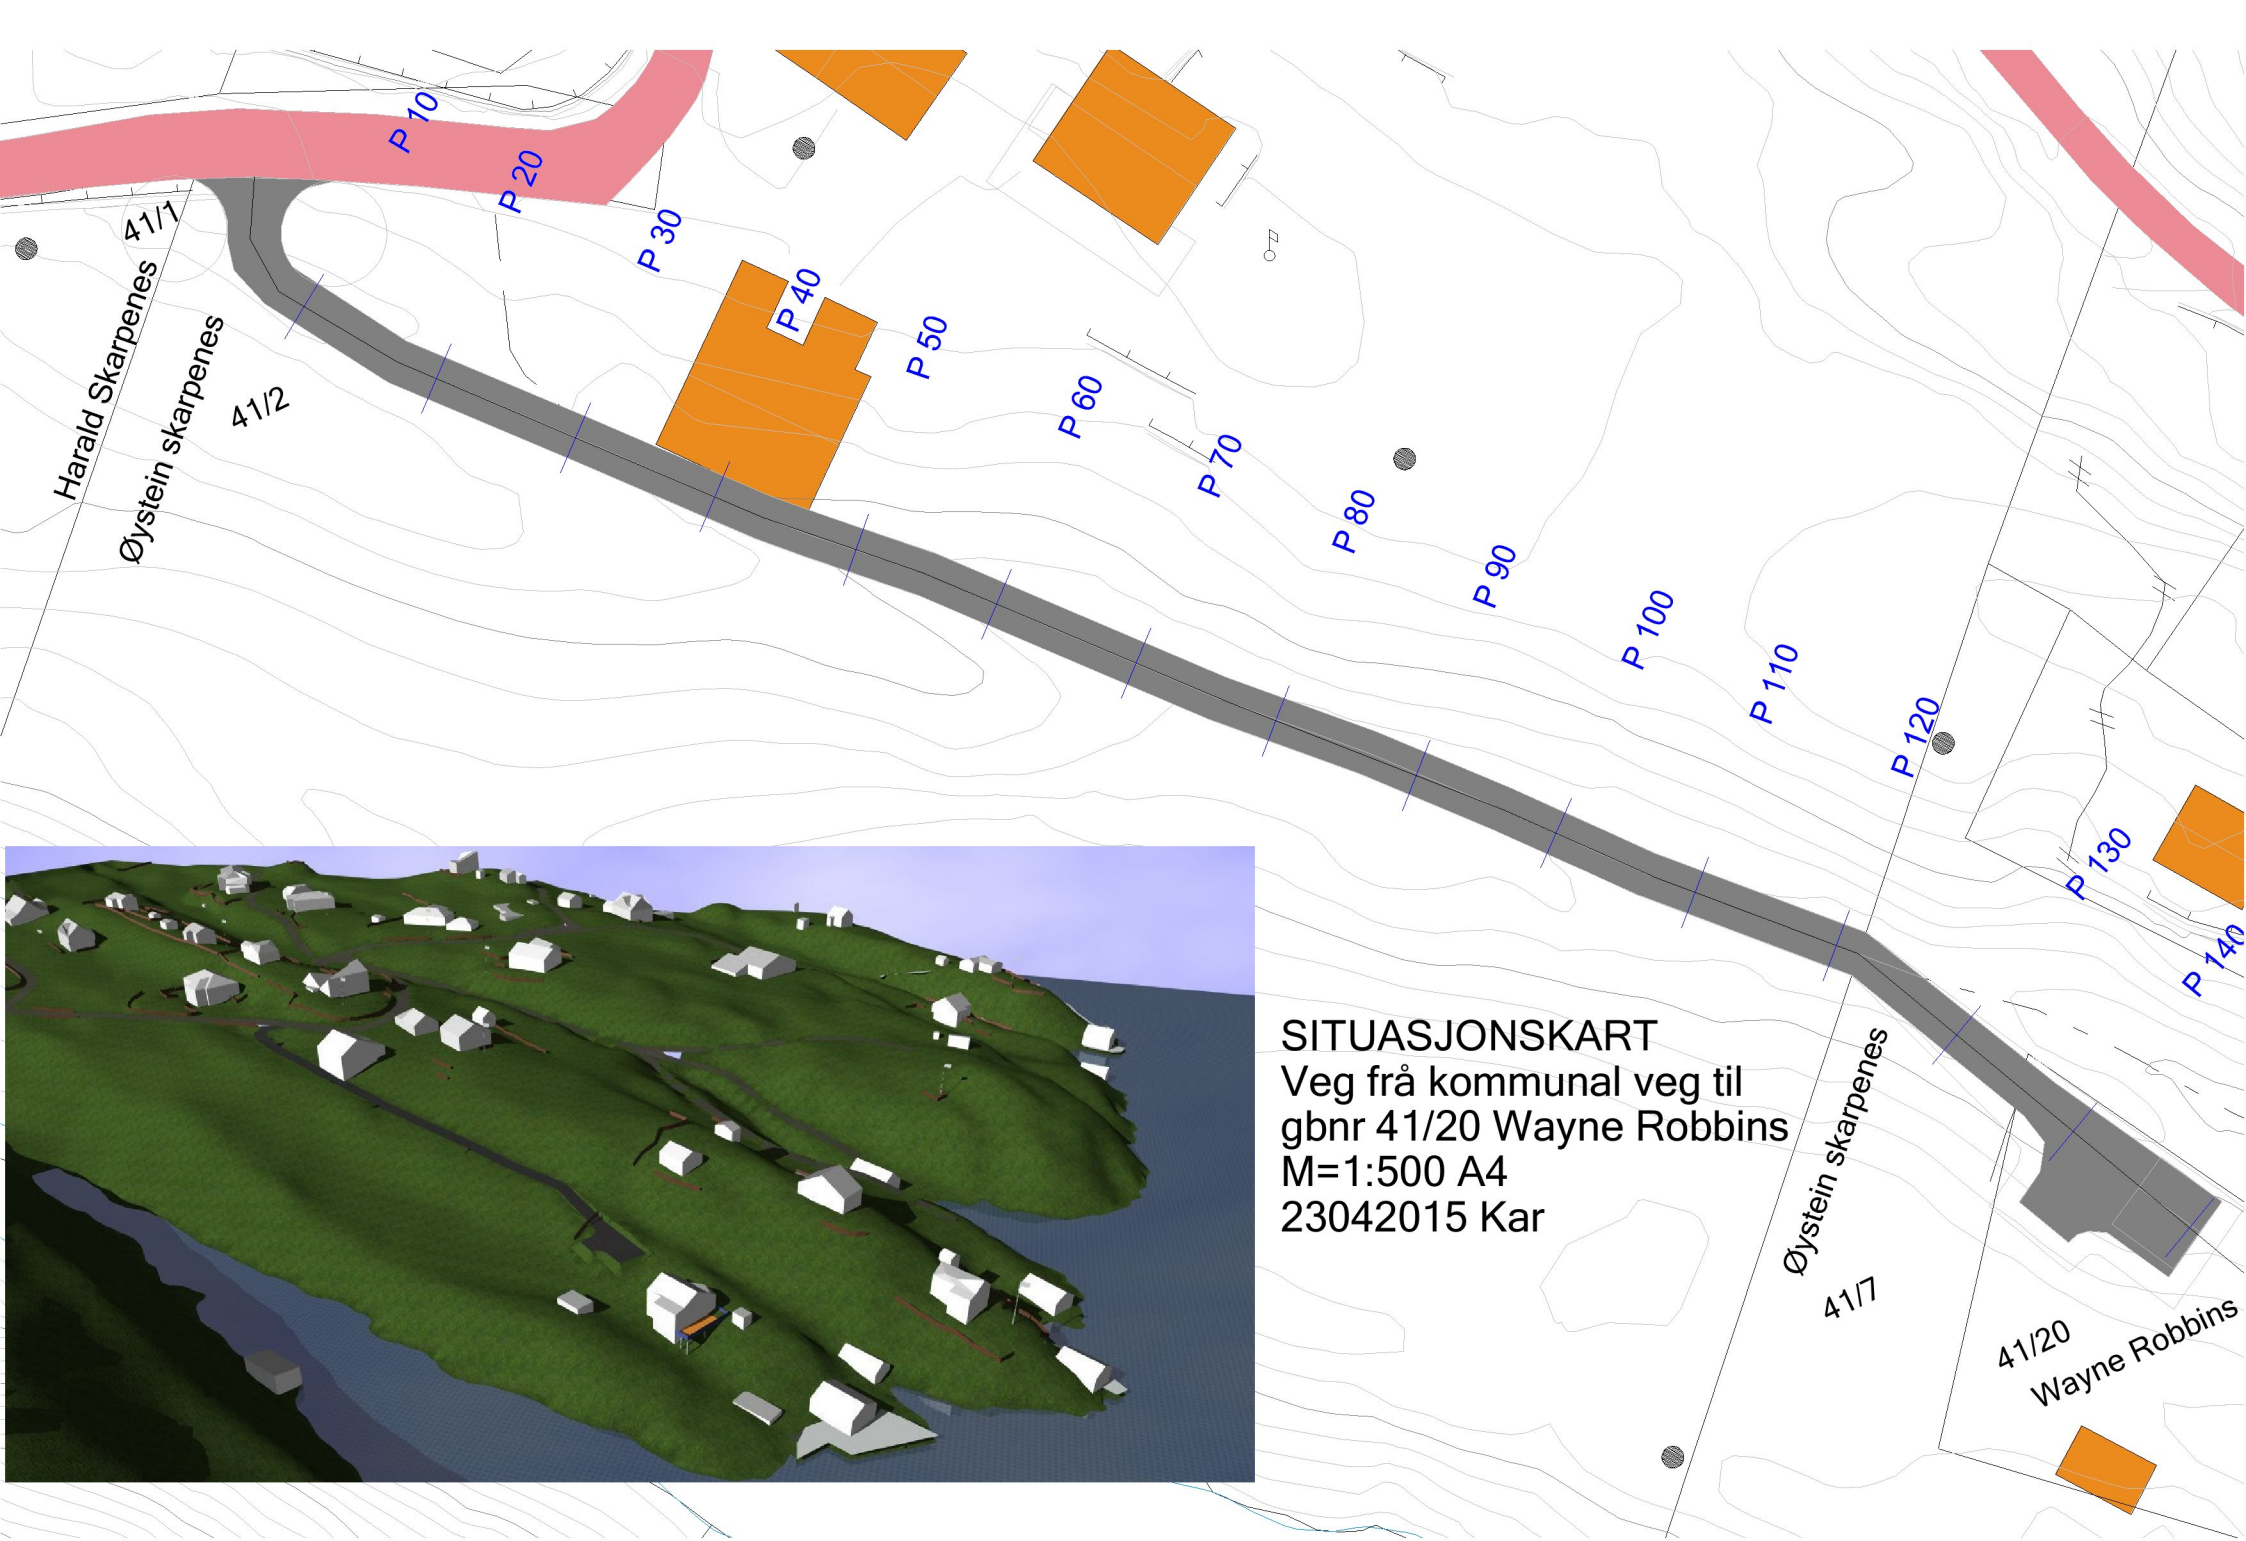 P 10
P 20
P 30
P 40
P 50
P 60
P 70
P 80
P 90
P 100
P 110
P 120
P 130
P 140
41/1
Harald Skarpenes
Øystein skarpenes
41/2
SITUASJONSKART
Veg frå kommunal veg til
gbnr 41/20 Wayne Robbins
M=1:500 A4
23042015 Kar
Øystein skarpenes
41/7
41/20
Wayne Robbins